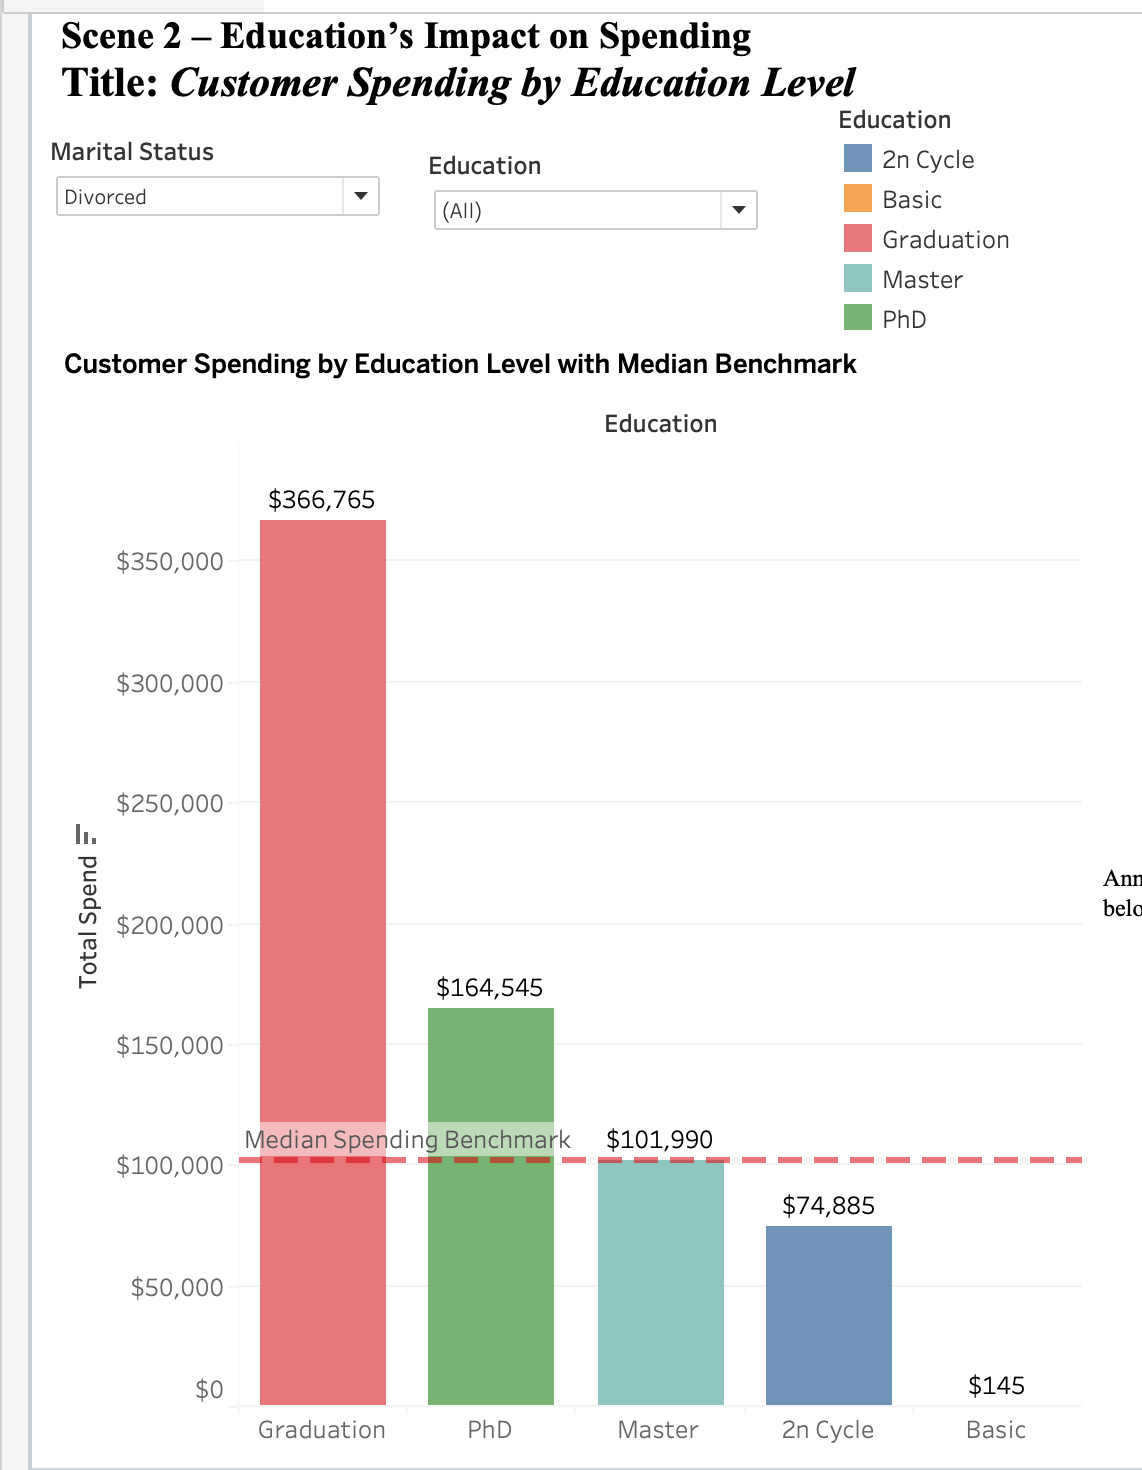 Scene 2 – Education’s Impact on Spending
Title: Customer Spending by Education Level
Marital Status
Divorced
Education
(All)
Education
2n Cycle
Basic
Graduation
Master
PhD
Customer Spending by Education Level with Median Benchmark
Education
Total Spend
$350,000
$300,000
$250,000
$200,000
$150,000
$100,000
$50,000
$0
$366,765
$164,545
$101,990
$74,885
$145
Median Spending Benchmark
Graduation
PhD
Master
2n Cycle
Basic